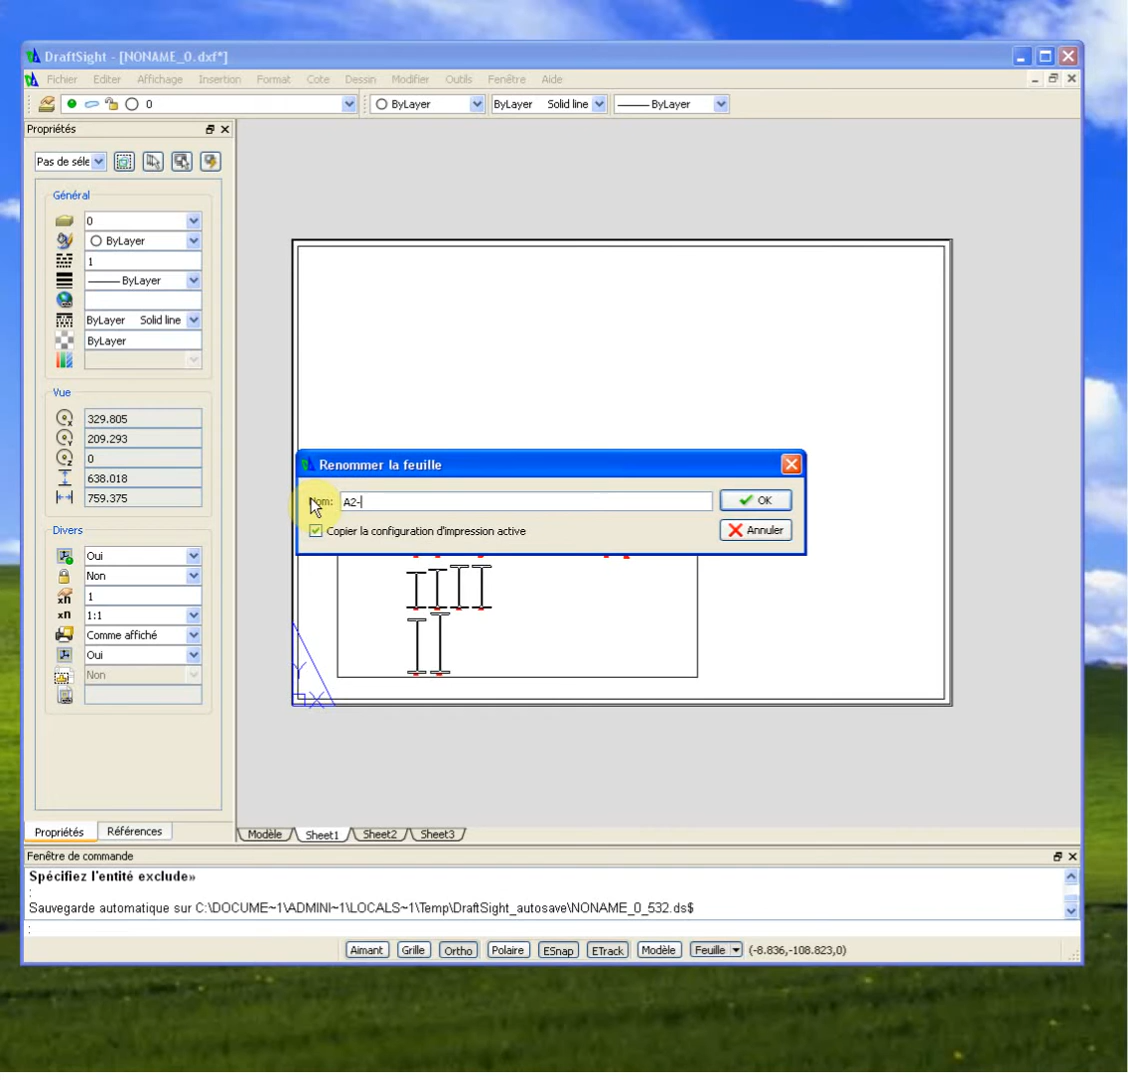 DraftSight - [NONAME_0.dxf*]
Fichier Editer Affichage Insertion Format Cote Dessin Modifier Outils Fenêtre Aide
0 ByLayer ByLayer Solid line ByLayer
Propriétés
Pas de séle
Général
0
ByLayer
1
ByLayer
ByLayer Solid line
ByLayer
Vue
329.805
209.293
0
638.018
759.375
Divers
Oui
Non
1
1:1
Comme affiché
Oui
Non
Propriétés Références
Renommer la feuille
Nom: A2- OK
Copier la configuration d'impression active Annuler
Y
X
Modèle Sheet1 Sheet2 Sheet3
Fenêtre de commande
Spécifiez l'entité exclude»
:
Sauvegarde automatique sur C:\DOCUME~1\ADMINI~1\LOCALS~1\Temp\DraftSight_autosave\NONAME_0_532.ds$
:
Aimant Grille Ortho Polaire ESnap ETrack Modèle Feuille (-8.836,-108.823,0)